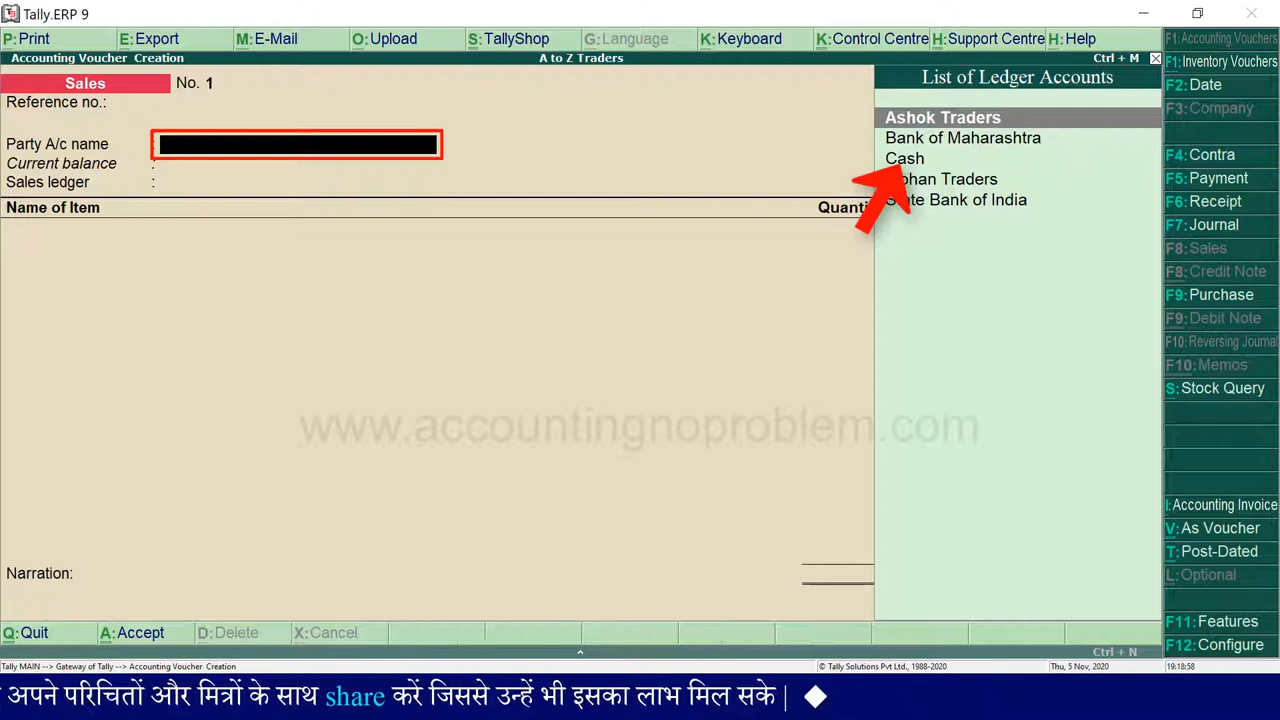 Tally.ERP 9
P: Print E: Export M: E-Mail O: Upload S: TallyShop G: Language K: Keyboard K: Control Centre H: Support Centre H: Help
Accounting Voucher Creation A to Z Traders Ctrl + M
Sales No. 1
Reference no.:
Party A/c name :
Current balance :
Sales ledger :
Name of Item
List of Ledger Accounts
Ashok Traders
Bank of Maharashtra
Cash
Traders
Bank of India
F1: Accounting Vouchers
F1: Inventory Vouchers
F2: Date
F3: Company
F4: Contra
F5: Payment
F6: Receipt
F7: Journal
F8: Sales
F8: Credit Note
F9: Purchase
F9: Debit Note
F10: Reversing Journal
F10: Memos
S: Stock Query
I: Accounting Invoice
V: As Voucher
T: Post-Dated
L: Optional
F11: Features
F12: Configure
www.accountingnoproblem.com
Narration:
Q: Quit A: Accept D: Delete X: Cancel
Ctrl + N
Tally MAIN --> Gateway of Tally --> Accounting Voucher Creation © Tally Solutions Pvt Ltd., 1988-2020 Thu, 5 Nov, 2020 19:18:58
अपने परिचितों और मित्रों के साथ share करें जिससे उन्हें भी इसका लाभ मिल सके |